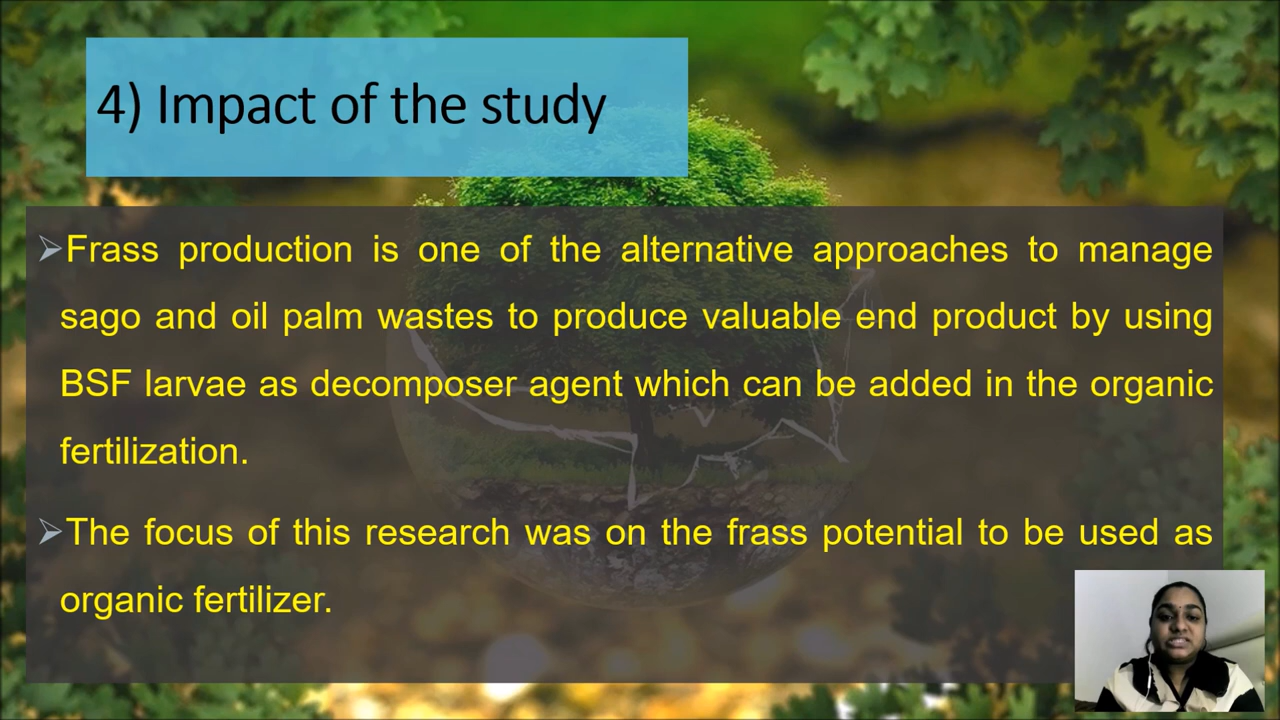 4) Impact of the study
➢Frass production is one of the alternative approaches to manage
sago and oil palm wastes to produce valuable end product by using
BSF larvae as decomposer agent which can be added in the organic
fertilization.
➢The focus of this research was on the frass potential to be used as
organic fertilizer.